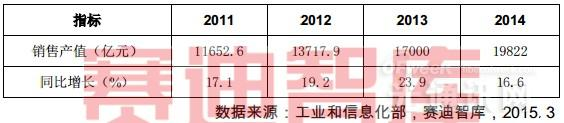 指标 2011 2012 2013 2014
销售产值（亿元） 11652.6 13717.9 17000 19822
同比增长（%） 17.1 19.2 23.9 16.6
赛迪智库
数据来源：工业和信息化部，赛迪智库，2015.3